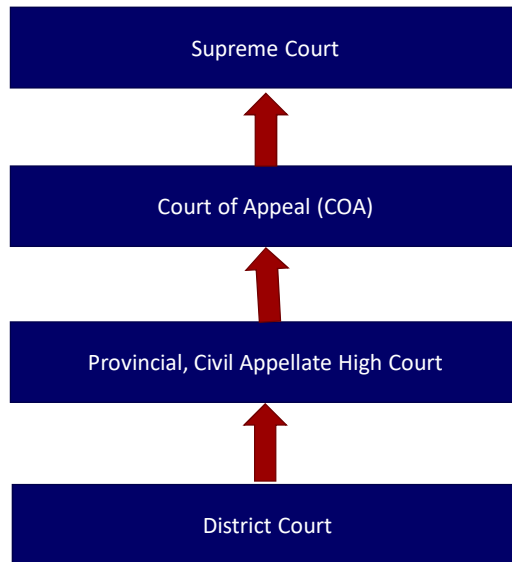 Supreme Court
Court of Appeal (COA)
Provincial, Civil Appellate High Court
District Court